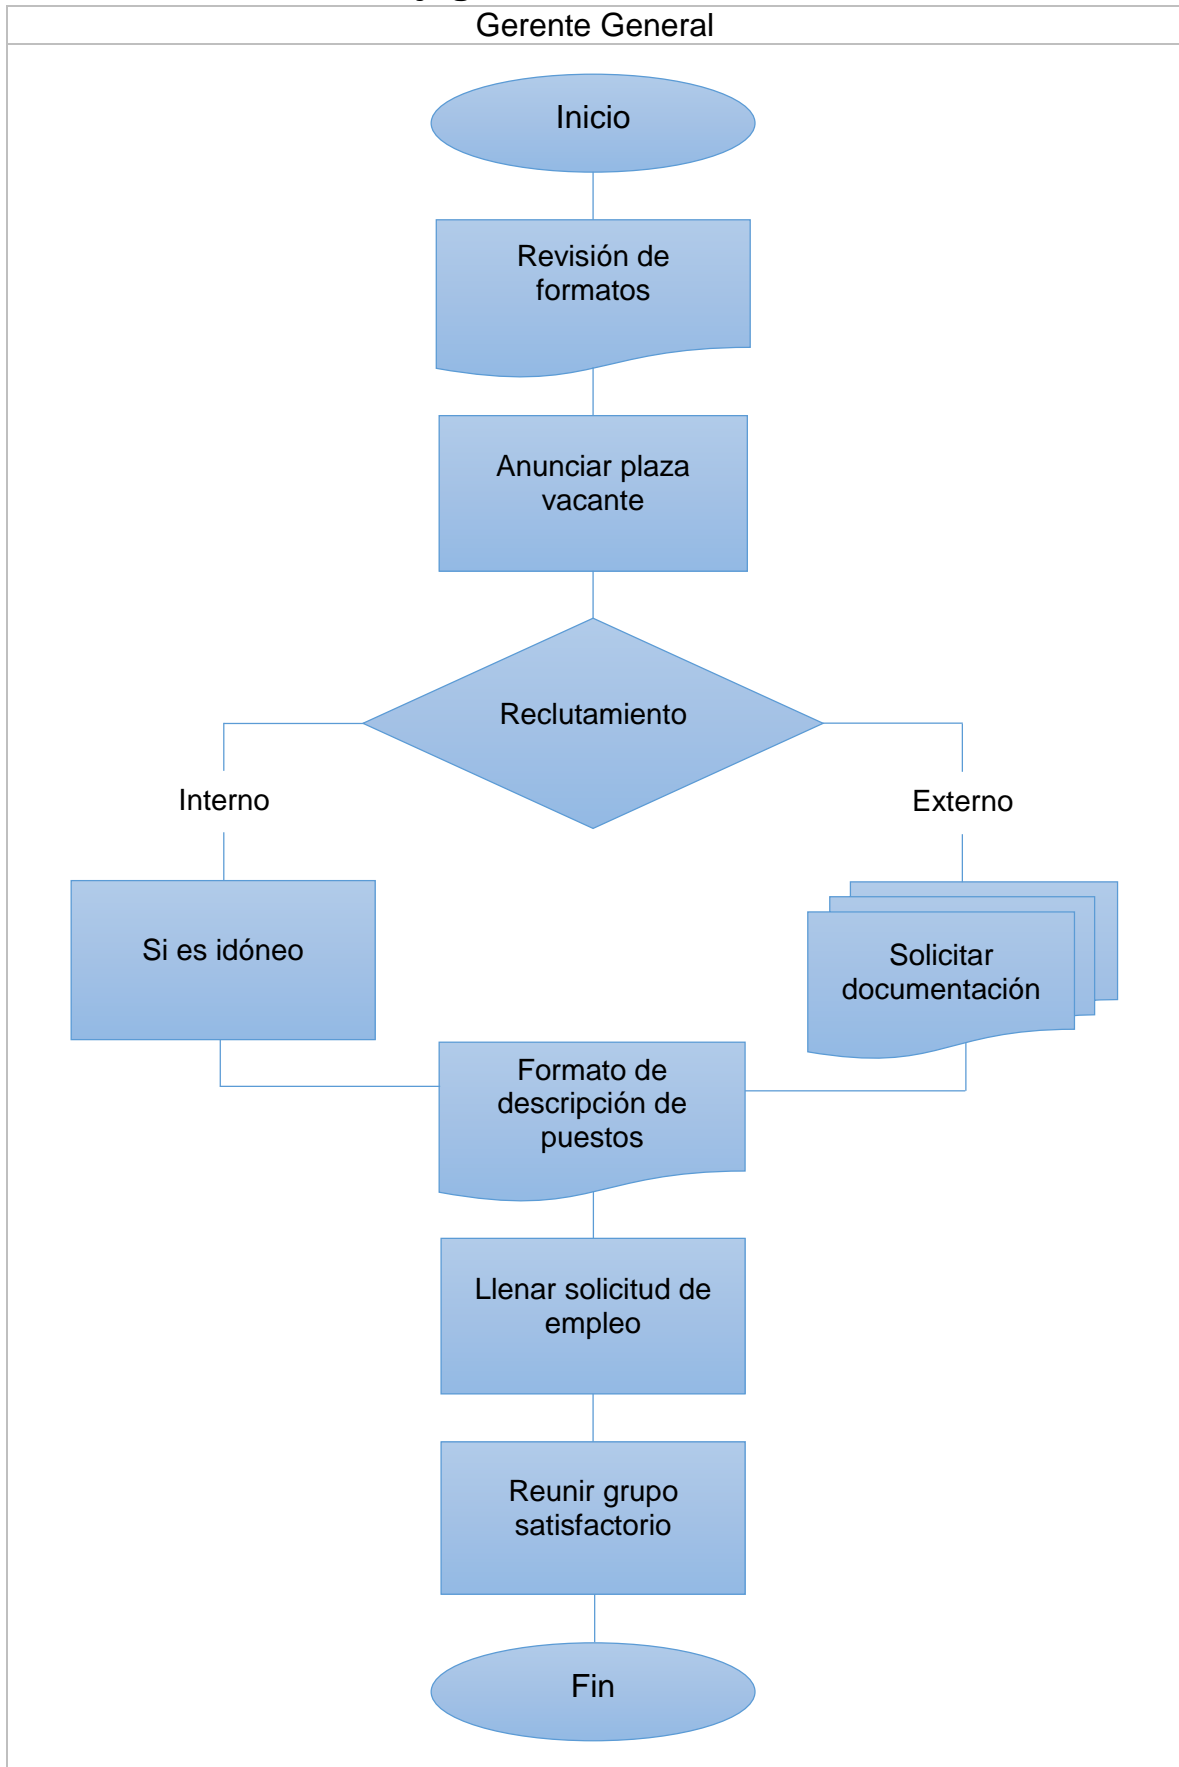 Gerente General
Inicio
Revisión de
formatos
Anunciar plaza
vacante
Reclutamiento
Interno
Externo
Si es idóneo
Solicitar
documentación
Formato de
descripción de
puestos
Llenar solicitud de
empleo
Reunir grupo
satisfactorio
Fin